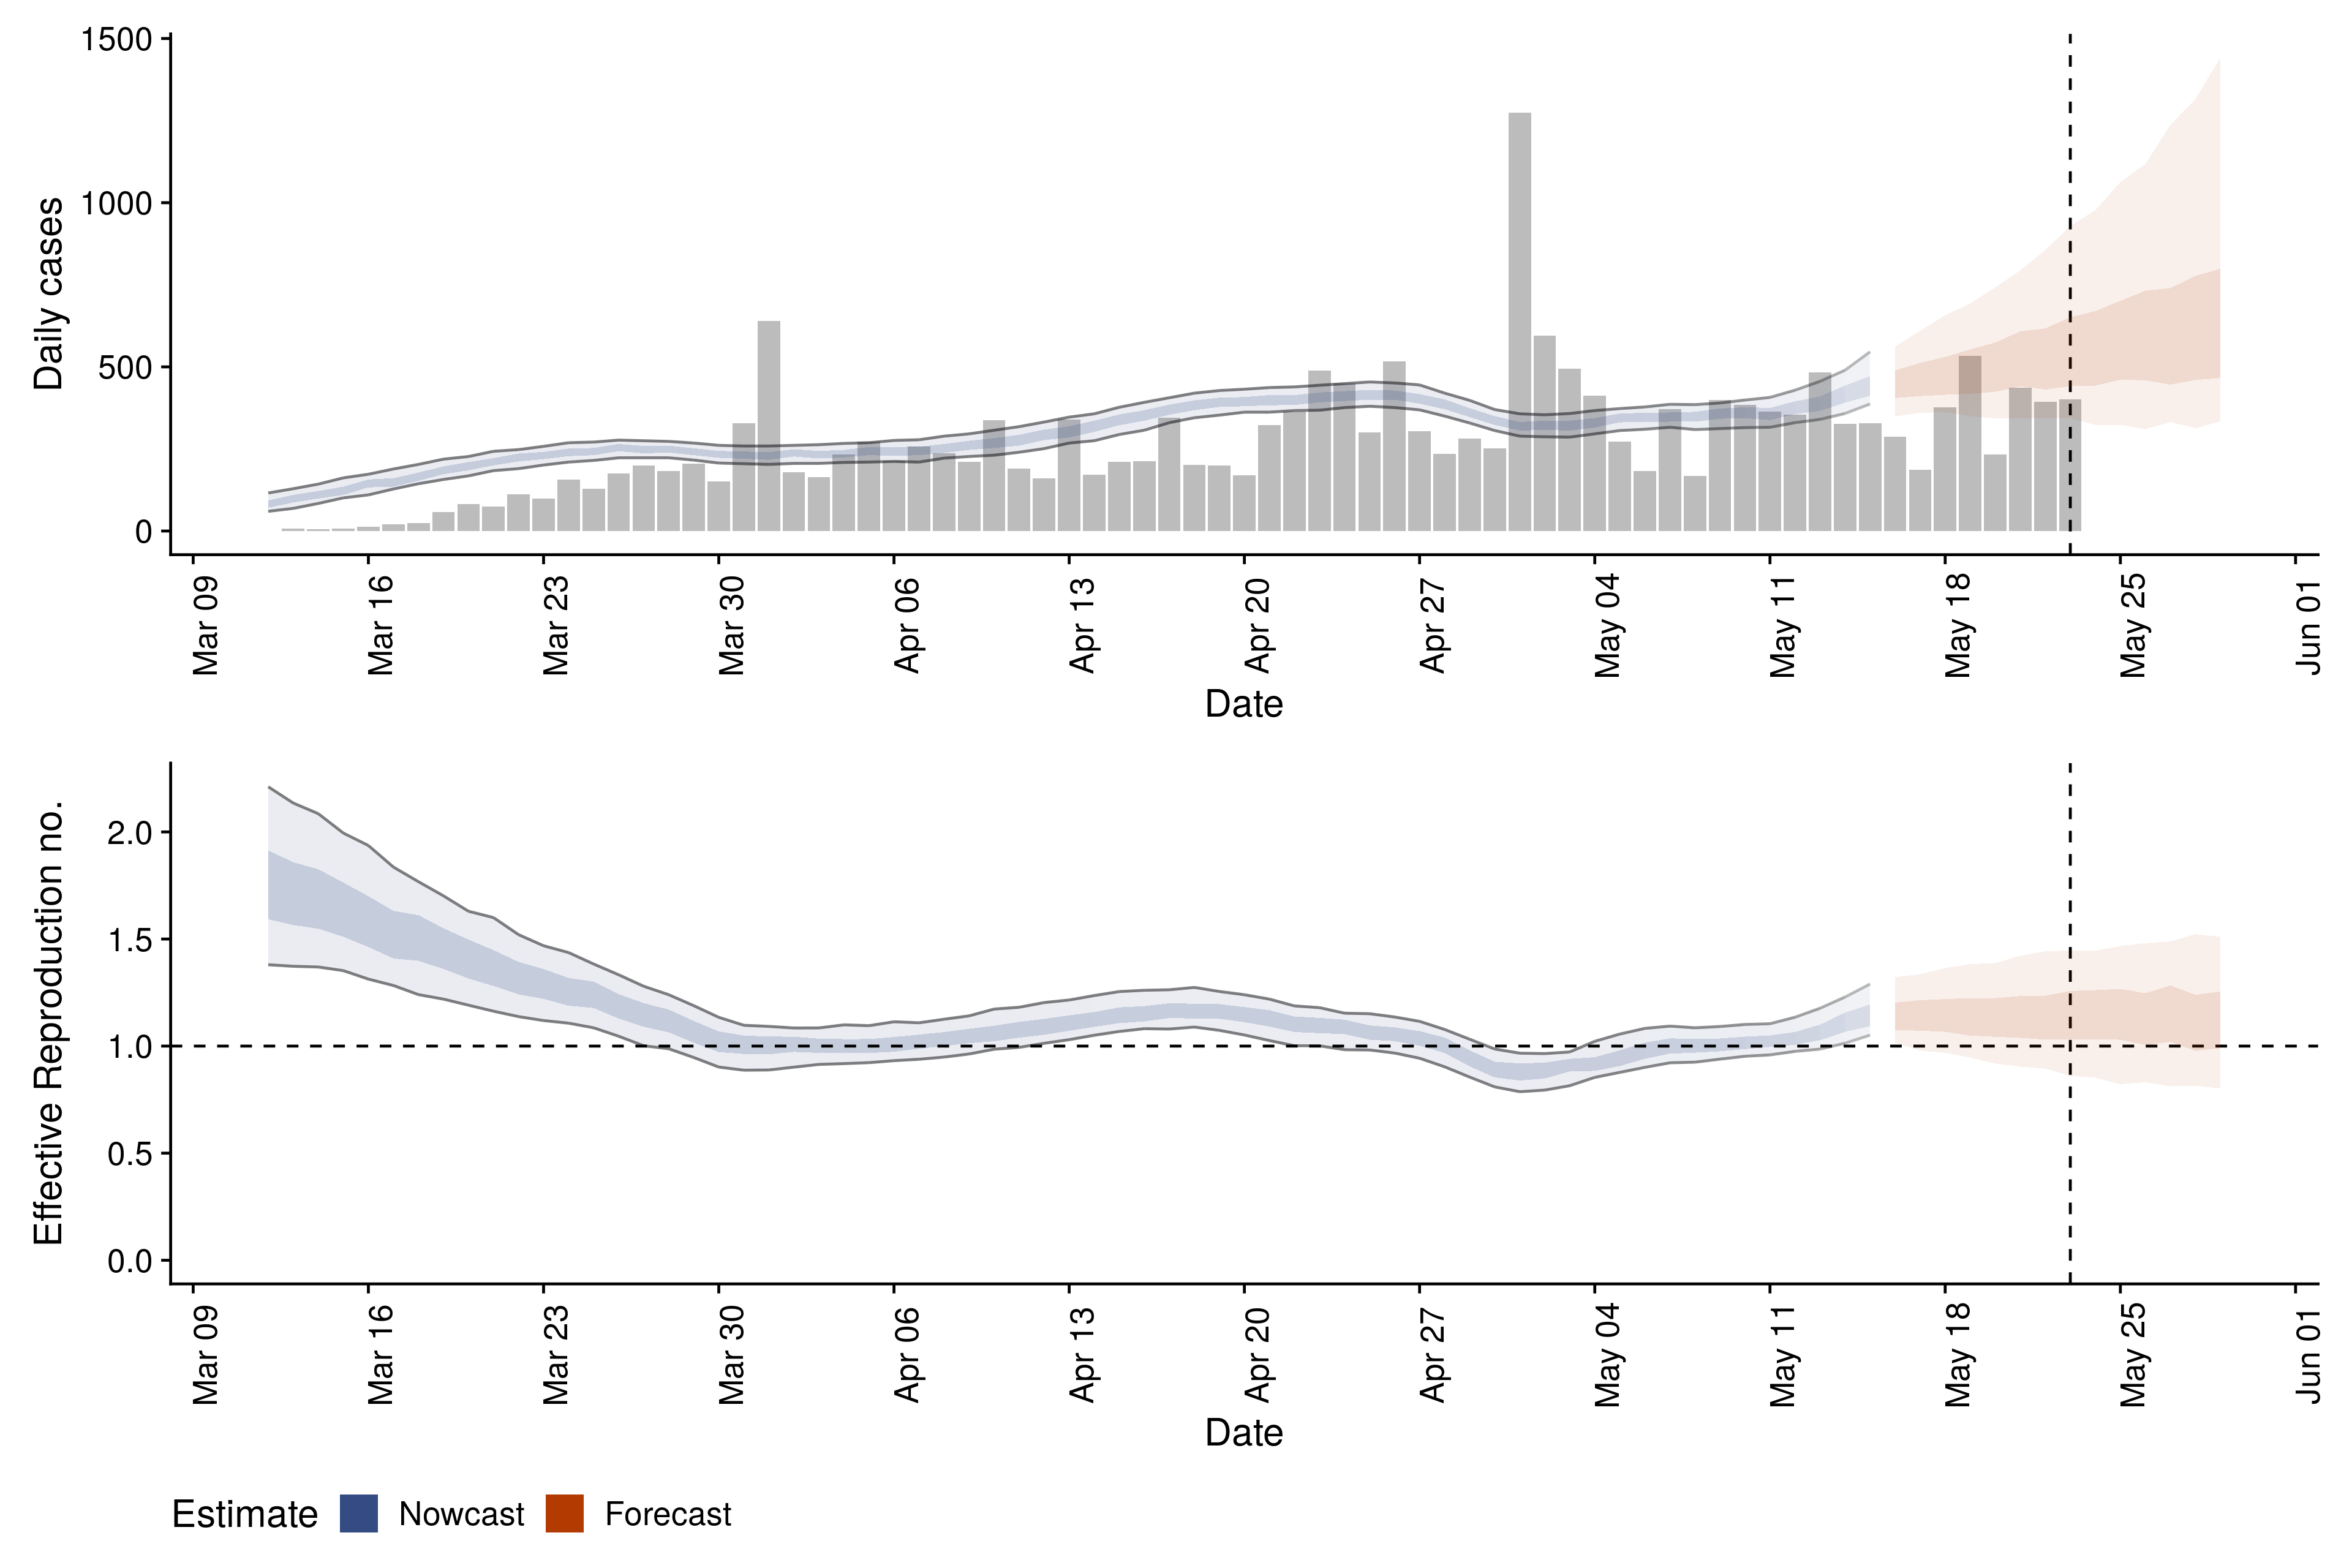 Daily cases
1500
1000
500
0
Mar 09
Mar 16
Mar 23
Mar 30
Apr 06
Apr 13
Apr 20
Apr 27
May 04
May 11
May 18
May 25
Jun 01
Date
Effective Reproduction no.
2.0
1.5
1.0
0.5
0.0
Mar 09
Mar 16
Mar 23
Mar 30
Apr 06
Apr 13
Apr 20
Apr 27
May 04
May 11
May 18
May 25
Jun 01
Date
Estimate Nowcast Forecast